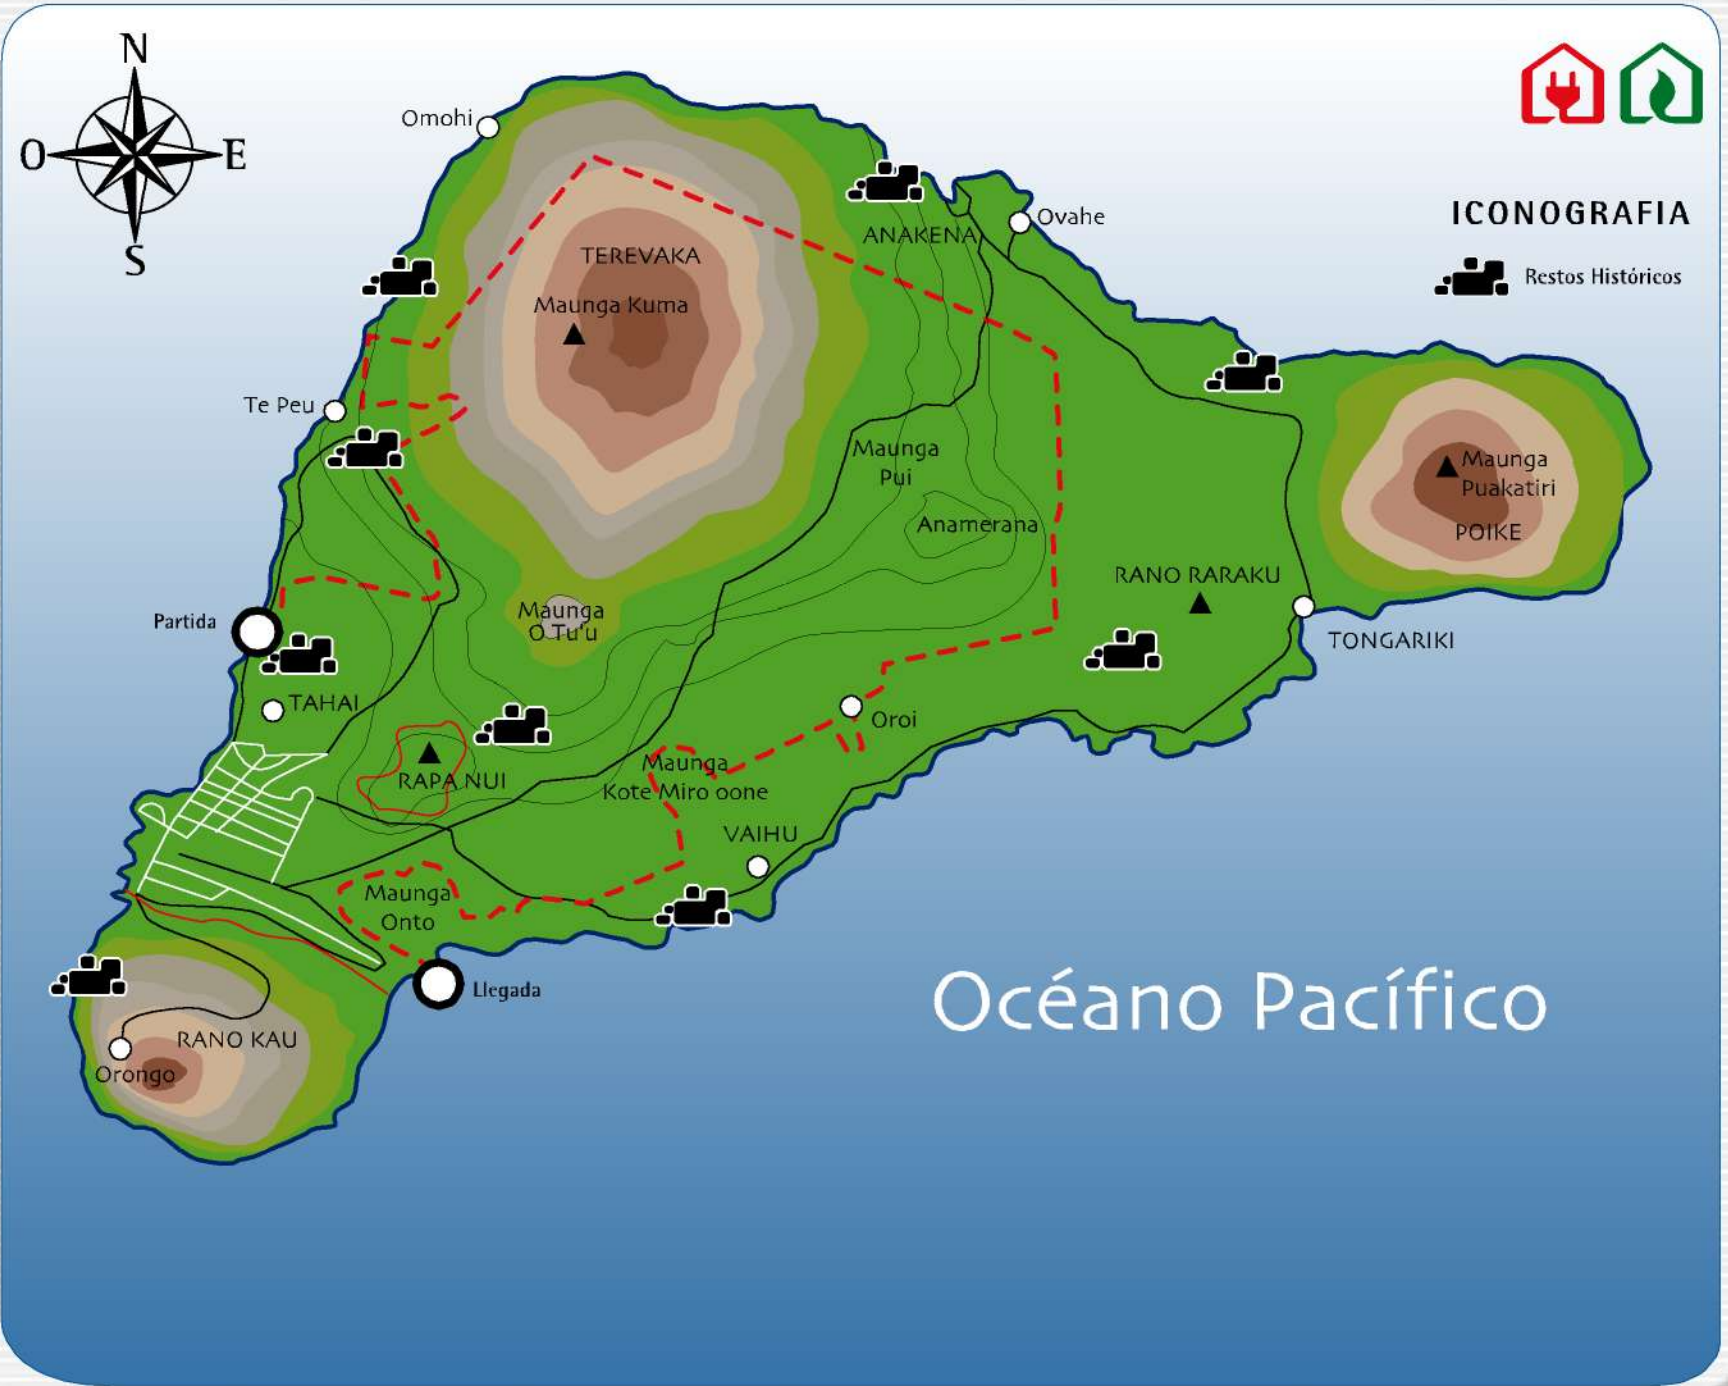 N
O
E
S
Omohi
Ovahe
ICONOGRAFIA
ANAKENA
TEREVAKA
Restos Históricos
Maunga Kuma
Te Peu
Maunga
Pui
Maunga
Puakatiri
Anamerana
POIKE
RANO RARAKU
Maunga
O Tu'u
Partida
TONGARIKI
TAHAI
Oroi
Maunga
Kote Miro oone
RAPA NUI
VAIHU
Maunga
Onto
Llegada
Océano Pacífico
RANO KAU
Orongo